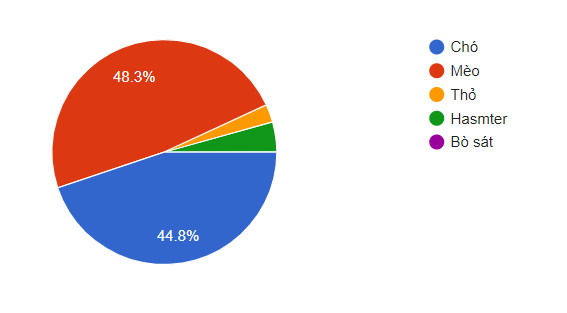 48.3%
44.8%
Chó
Mèo
Thỏ
Hasmter
Bò sát